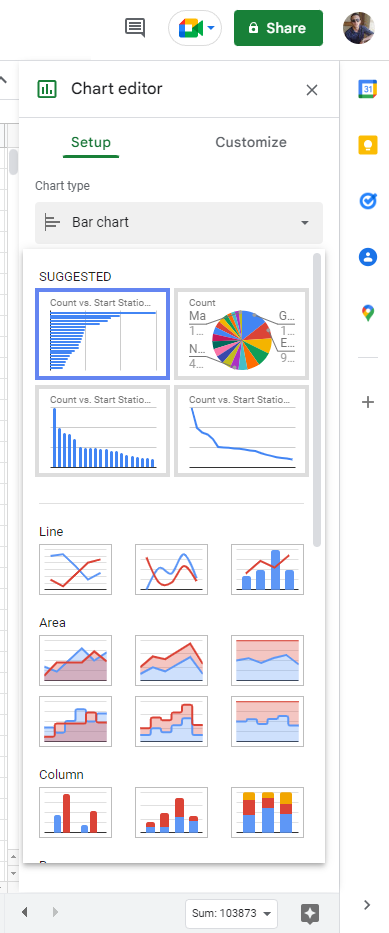 Share
Chart editor
Setup
Customize
Chart type
Bar chart
SUGGESTED
Count vs. Start Statio...
Count
Ma
G...
1...
1...
E...
N...
9...
4...
Count vs. Start Statio...
Count vs. Start Statio...
Line
Area
Column
Sum: 103873
31